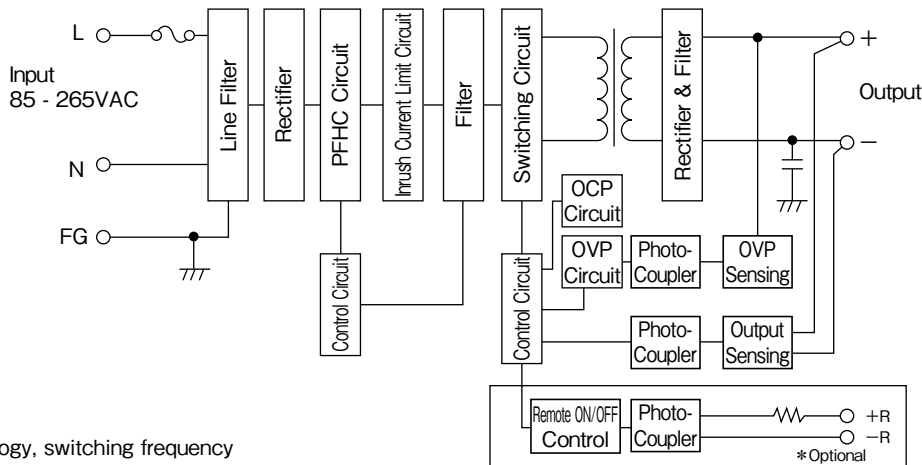 L
Input
85 - 265VAC
N
FG
Line Filter
Rectifier
PFHC Circuit
Inrush Current Limit Circuit
Filter
Switching Circuit
Rectifier & Filter
+
Output
−
Control Circuit
Control Circuit
OCP
Circuit
OVP
Circuit
Photo-
Coupler
OVP
Sensing
Photo-
Coupler
Output
Sensing
Remote ON/OFF
Control
Photo-
Coupler
+R
−R
*Optional
ogy, switching frequency